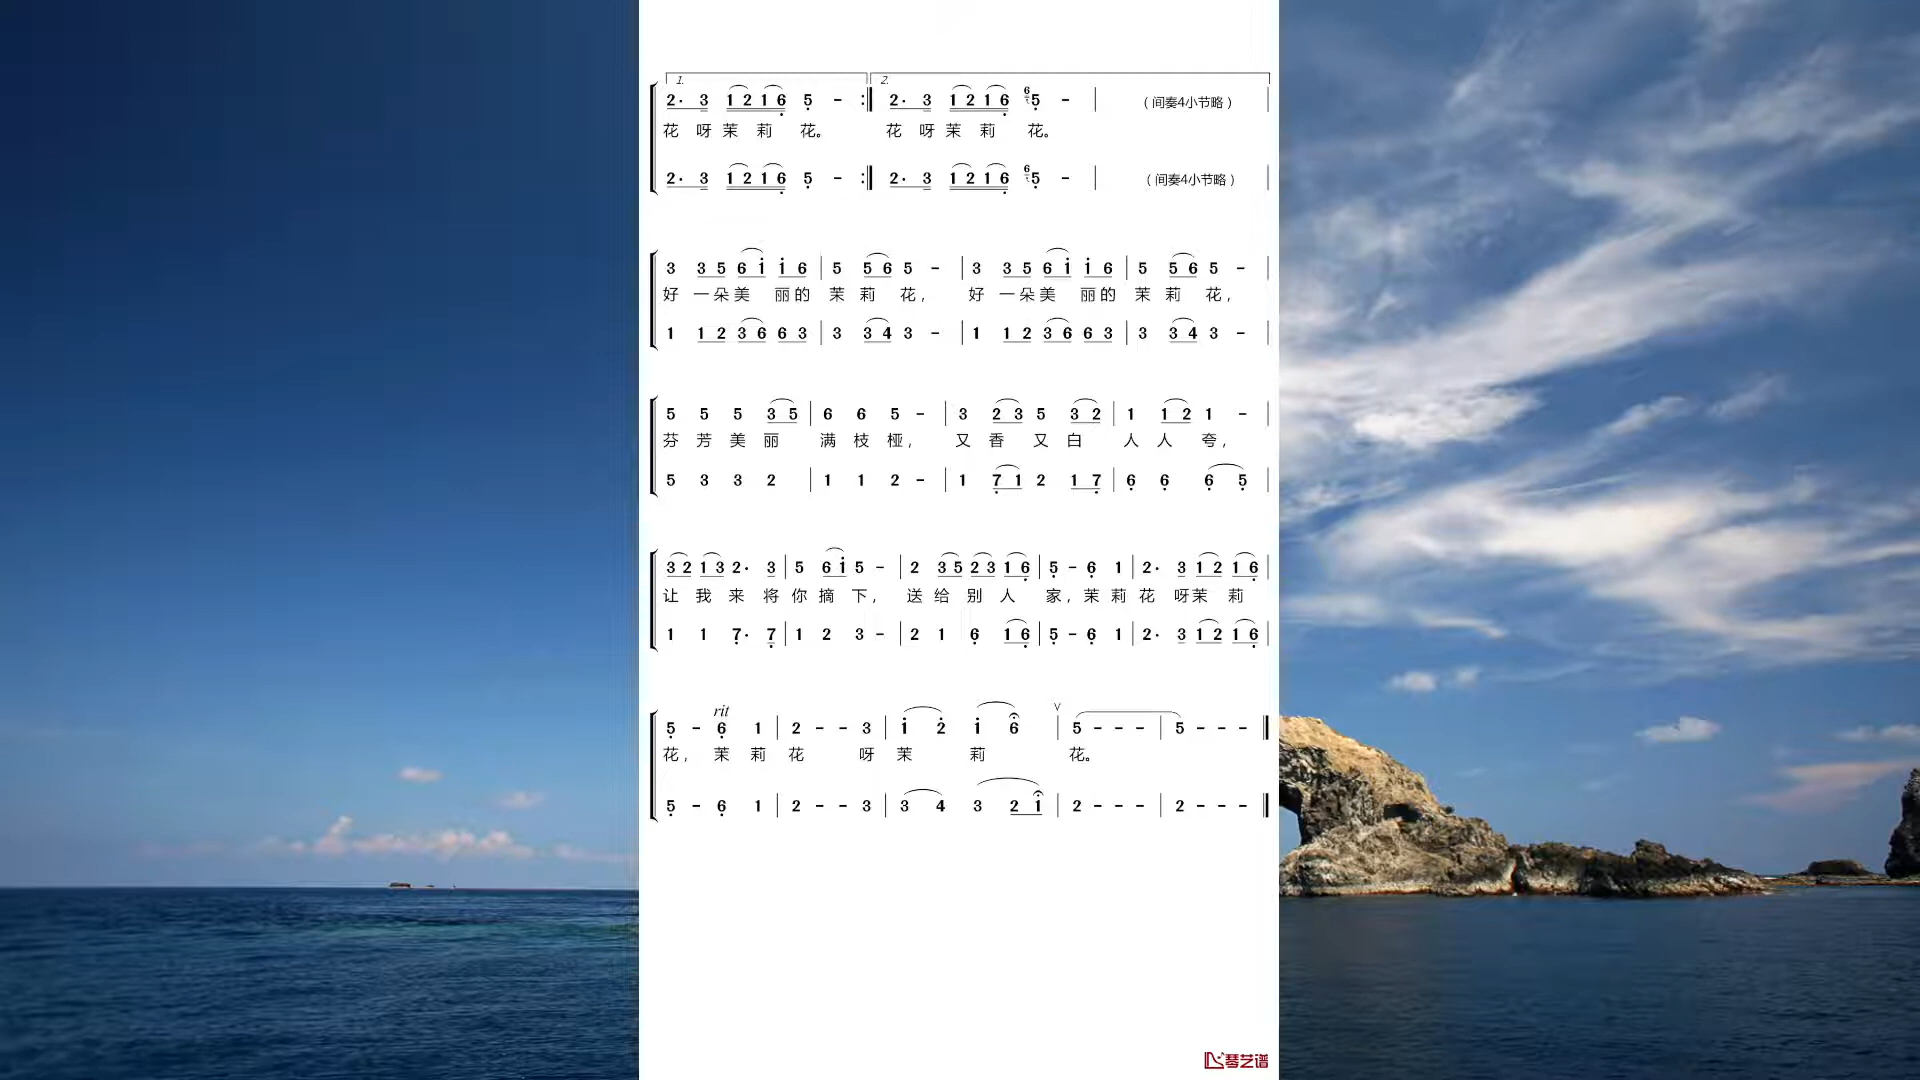 1. 2.
2· 3 1 2 1 6 5 - :‖ 2· 3 1 2 1 6 6 5 - | (间奏4小节略) |
花 呀 茉 莉 花。 花 呀 茉 莉 花。
2· 3 1 2 1 6 5 - :‖ 2· 3 1 2 1 6 6 5 - | (间奏4小节略) |
3 3 5 6 i i 6 | 5 5 6 5 - | 3 3 5 6 i i 6 | 5 5 6 5 - |
好 一朵美 丽的 茉 莉 花, 好 一朵美 丽的 茉 莉 花,
1 1 2 3 6 6 3 | 3 3 4 3 - | 1 1 2 3 6 6 3 | 3 3 4 3 - |
5 5 5 3 5 | 6 6 5 - | 3 2 3 5 3 2 | 1 1 2 1 - |
芬 芳 美 丽 满 枝 桠, 又 香 又 白 人 人 夸,
5 3 3 2 | 1 1 2 - | 1 7 1 2 1 7 | 6 6 6 5 |
3 2 1 3 2· 3 | 5 6 i 5 - | 2 3 5 2 3 1 6 | 5 - 6 1 | 2· 3 1 2 1 6 |
让 我 来 将 你 摘 下, 送 给 别 人 家, 茉 莉 花 呀茉 莉
1 1 7· 7 | 1 2 3 - | 2 1 6 1 6 | 5 - 6 1 | 2· 3 1 2 1 6 |
rit
5 - 6 1 | 2 - - 3 | i 2 i 6 | 5 - - - | 5 - - - ‖
花, 茉 莉 花 呀 茉 莉 花。
5 - 6 1 | 2 - - 3 | 3 4 3 2 i | 2 - - - | 2 - - - ‖
琴艺谱